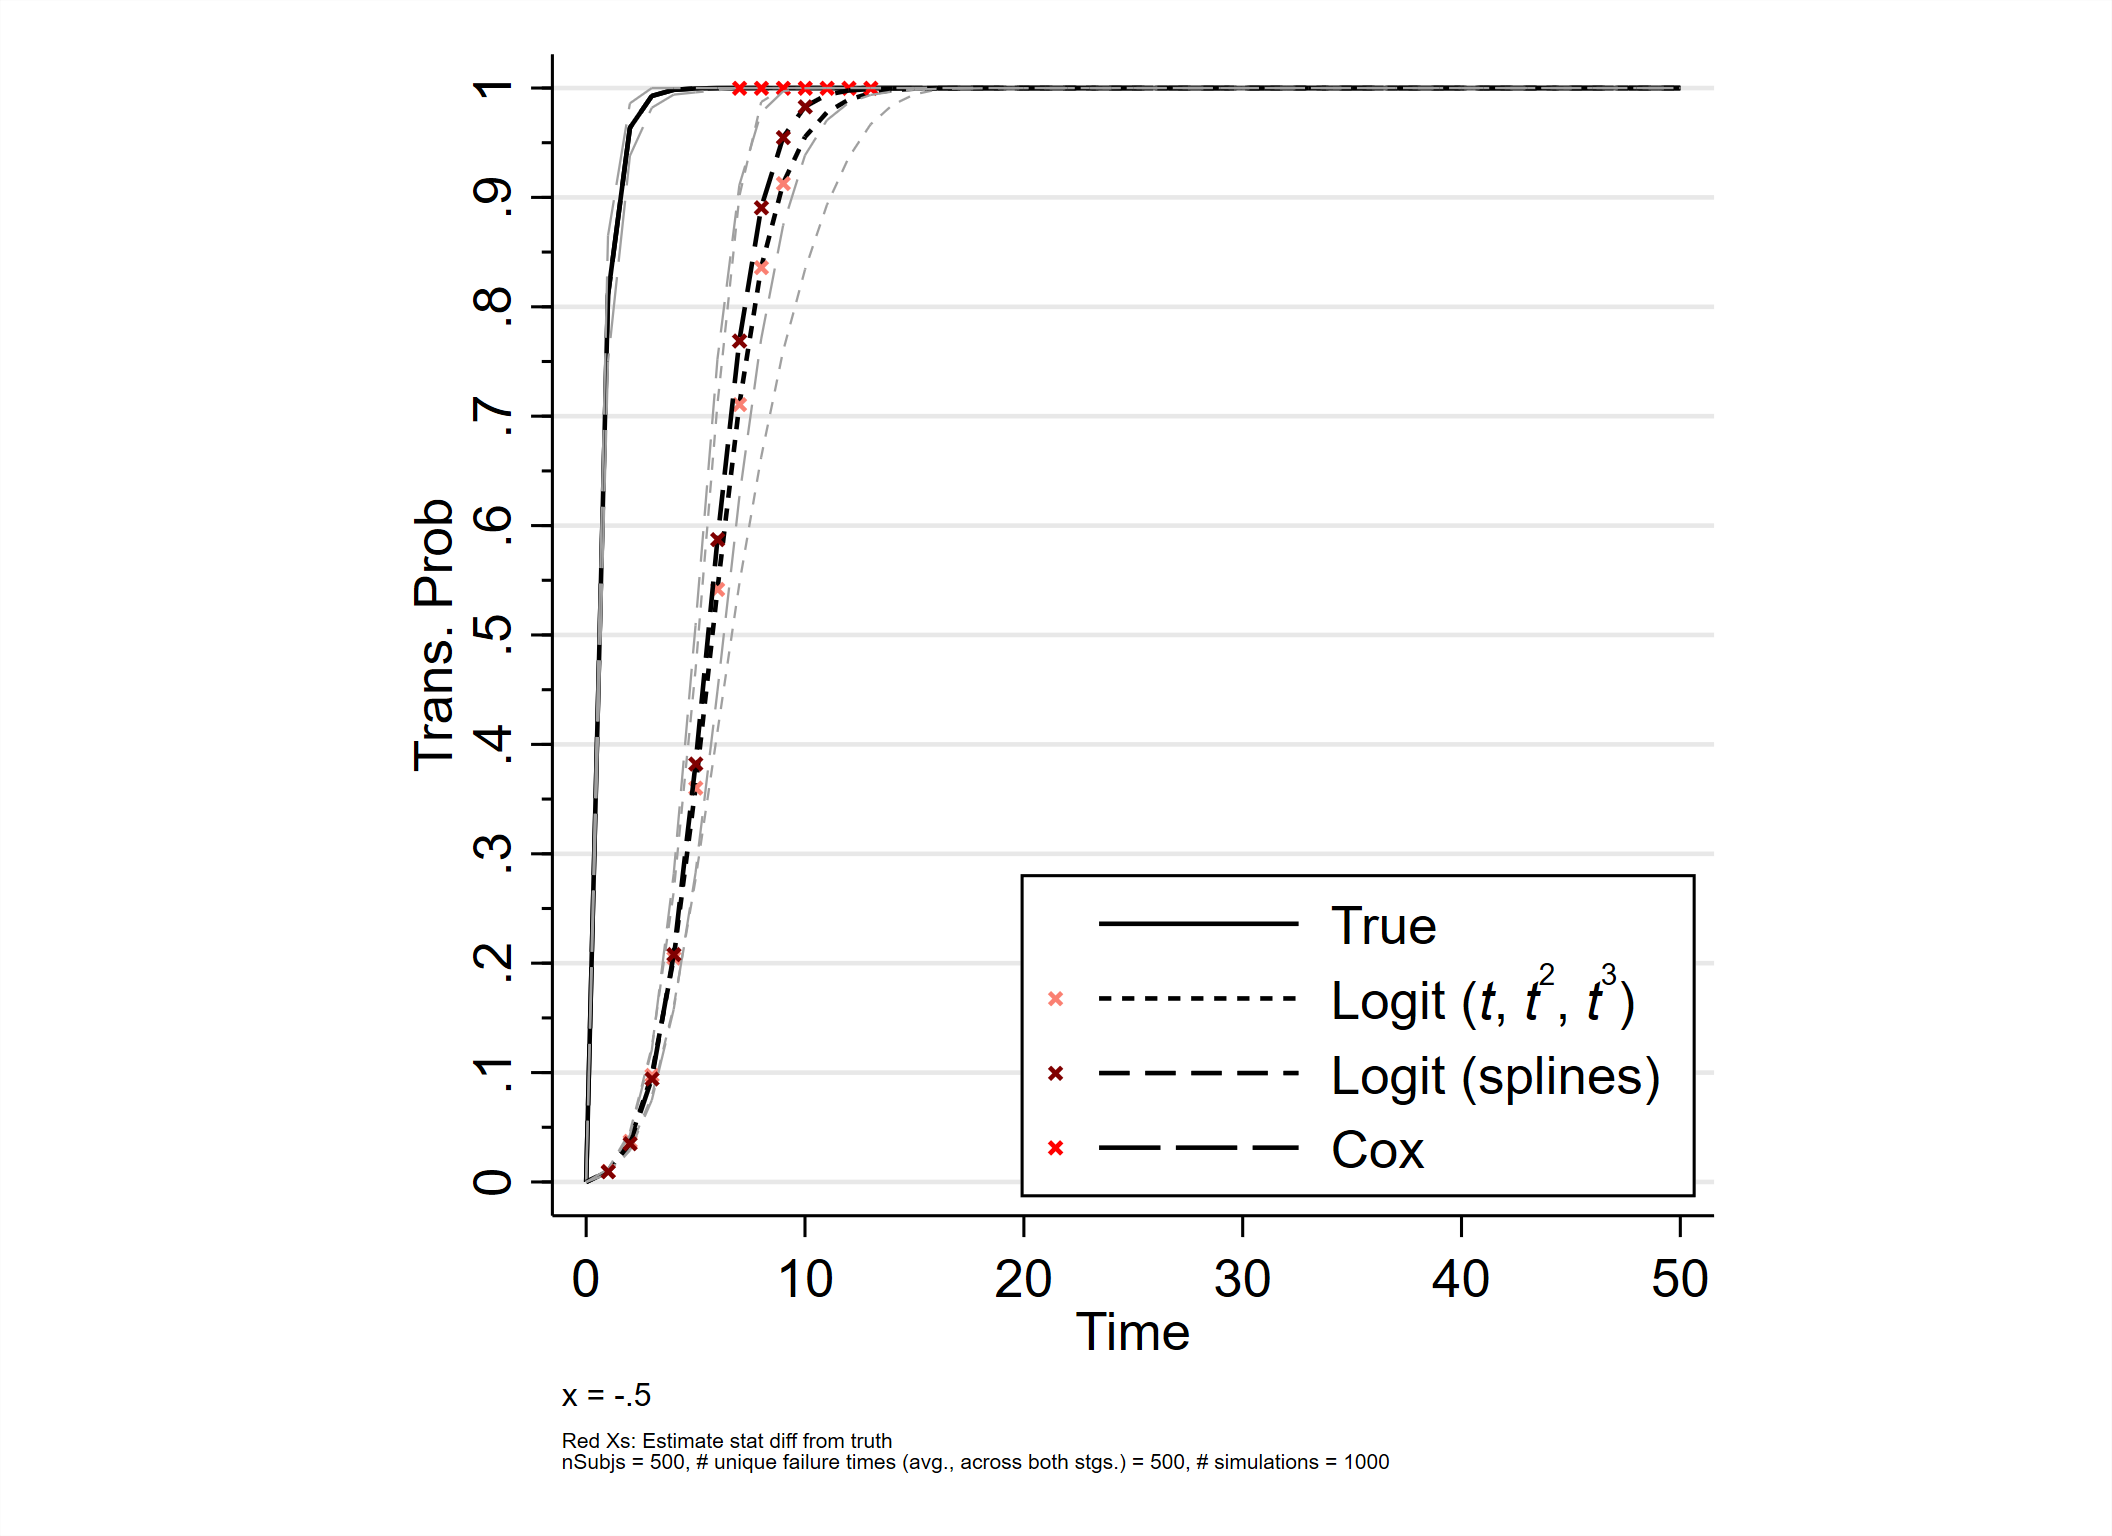 Trans. Prob
1
.9
.8
.7
.6
.5
.4
.3
.2
.1
0
True
Logit (t, t², t³)
Logit (splines)
Cox
0 10 20 30 40 50
Time
x = -.5
Red Xs: Estimate stat diff from truth
nSubjs = 500, # unique failure times (avg., across both stgs.) = 500, # simulations = 1000